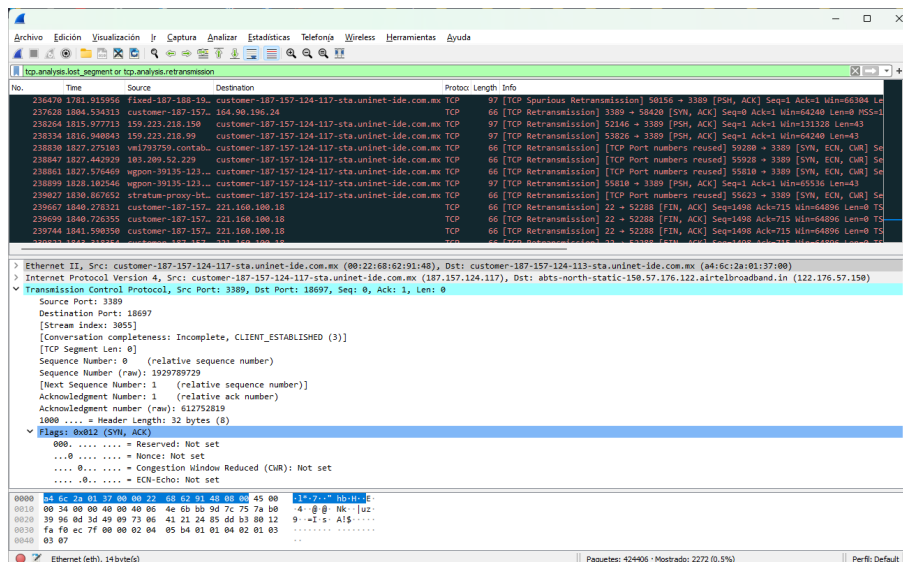 Archivo Edición Visualización Ir Captura Analizar Estadísticas Telefonía Wireless Herramientas Ayuda
tcp.analysis.lost_segment or tcp.analysis.retransmission
No. Time Source Destination Protoc Length Info
236470 1781.915956 fixed-187-188-19… customer-187-157-124-117-sta.uninet-ide.com.mx TCP 97 [TCP Spurious Retransmission] 50156 → 3389 [PSH, ACK] Seq=1 Ack=1 Win=66304 Le
237628 1804.534313 customer-187-157… 164.90.196.24 TCP 66 [TCP Retransmission] 3389 → 58420 [SYN, ACK] Seq=0 Ack=1 Win=64240 Len=0 MSS=1
238264 1815.977713 159.223.218.150 customer-187-157-124-117-sta.uninet-ide.com.mx TCP 97 [TCP Retransmission] 52146 → 3389 [PSH, ACK] Seq=1 Ack=1 Win=131328 Len=43
238334 1816.940843 159.223.218.99 customer-187-157-124-117-sta.uninet-ide.com.mx TCP 97 [TCP Retransmission] 53826 → 3389 [PSH, ACK] Seq=1 Ack=1 Win=64240 Len=43
238830 1827.275103 vmi793759.contab… customer-187-157-124-117-sta.uninet-ide.com.mx TCP 66 [TCP Retransmission] [TCP Port numbers reused] 59280 → 3389 [SYN, ECN, CWR] Se
238847 1827.442929 103.209.52.229 customer-187-157-124-117-sta.uninet-ide.com.mx TCP 66 [TCP Retransmission] [TCP Port numbers reused] 55928 → 3389 [SYN, ECN, CWR] Se
238861 1827.576469 wgpon-39135-123.… customer-187-157-124-117-sta.uninet-ide.com.mx TCP 66 [TCP Retransmission] [TCP Port numbers reused] 55810 → 3389 [SYN, ECN, CWR] Se
238899 1828.102546 wgpon-39135-123.… customer-187-157-124-117-sta.uninet-ide.com.mx TCP 97 [TCP Retransmission] 55810 → 3389 [PSH, ACK] Seq=1 Ack=1 Win=65536 Len=43
239027 1830.867652 stratum-proxy-bt… customer-187-157-124-117-sta.uninet-ide.com.mx TCP 66 [TCP Retransmission] [TCP Port numbers reused] 55623 → 3389 [SYN, ECN, CWR] Se
239667 1840.278321 customer-187-157… 221.160.100.18 TCP 66 [TCP Retransmission] 22 → 52288 [FIN, ACK] Seq=1498 Ack=715 Win=64896 Len=0 TS
239699 1840.726355 customer-187-157… 221.160.100.18 TCP 66 [TCP Retransmission] 22 → 52288 [FIN, ACK] Seq=1498 Ack=715 Win=64896 Len=0 TS
239744 1841.590350 customer-187-157… 221.160.100.18 TCP 66 [TCP Retransmission] 22 → 52288 [FIN, ACK] Seq=1498 Ack=715 Win=64896 Len=0 TS
Ethernet II, Src: customer-187-157-124-117-sta.uninet-ide.com.mx (00:22:68:62:91:48), Dst: customer-187-157-124-113-sta.uninet-ide.com.mx (a4:6c:2a:01:37:00)
Internet Protocol Version 4, Src: customer-187-157-124-117-sta.uninet-ide.com.mx (187.157.124.117), Dst: abts-north-static-150.57.176.122.airtelbroadband.in (122.176.57.150)
Transmission Control Protocol, Src Port: 3389, Dst Port: 18697, Seq: 0, Ack: 1, Len: 0
Source Port: 3389
Destination Port: 18697
[Stream index: 3055]
[Conversation completeness: Incomplete, CLIENT_ESTABLISHED (3)]
[TCP Segment Len: 0]
Sequence Number: 0 (relative sequence number)
Sequence Number (raw): 1929789729
[Next Sequence Number: 1 (relative sequence number)]
Acknowledgment Number: 1 (relative ack number)
Acknowledgment number (raw): 612752819
1000 .... = Header Length: 32 bytes (8)
Flags: 0x012 (SYN, ACK)
000. .... .... = Reserved: Not set
...0 .... .... = Nonce: Not set
.... 0... .... = Congestion Window Reduced (CWR): Not set
.... .0.. .... = ECN-Echo: Not set
0000 a4 6c 2a 01 37 00 00 22 68 62 91 48 08 00 45 00 ·l*·7··" hb·H··E·
0010 00 34 00 00 40 00 40 06 4e 6b bb 9d 7c 75 7a b0 ·4··@·@· Nk··|uz·
0020 39 96 0d 3d 49 09 73 06 41 21 24 85 dd b3 80 12 9··=I·s· A!$·····
0030 fa f0 ec 7f 00 00 02 04 05 b4 01 01 04 02 01 03 ········ ········
0040 03 07 ··
Ethernet (eth), 14 byte(s) Paquetes: 424406 · Mostrado: 2272 (0.5%) Perfil: Default